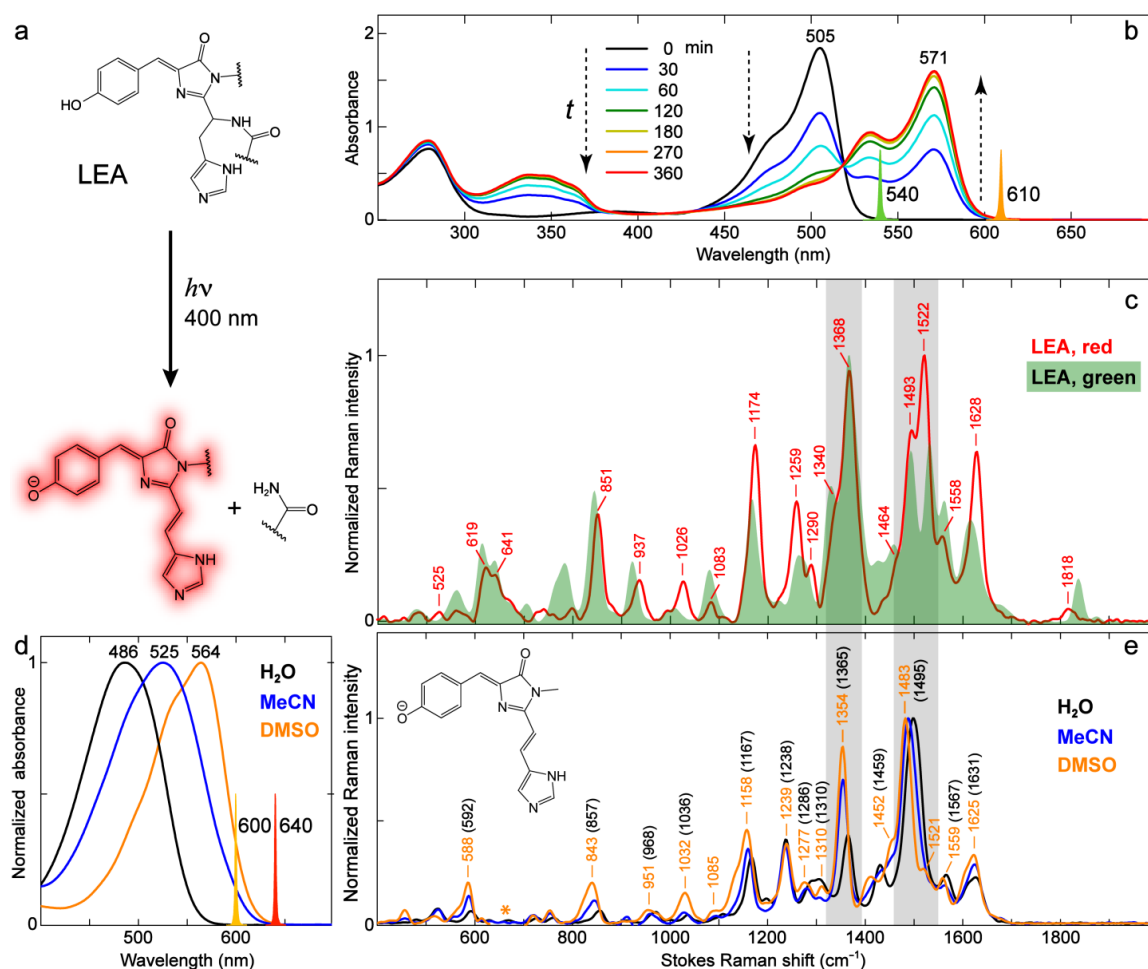 a
O
N
N
HO
NH
O
NH
N
LEA
hν
400 nm
O
N
N
⊖
O
+
H₂N
O
NH
N
b
Absorbance
2
1
0
t
0 min
30
60
120
180
270
360
505
571
540
610
300 350 400 450 500 550 600 650
Wavelength (nm)
c
Normalized Raman intensity
1
0
LEA, red
LEA, green
525
619
641
851
937
1026
1083
1174
1259
1290
1340
1368
1464
1493
1522
1558
1628
1818
d
Normalized absorbance
1
0
486 525 564
H₂O
MeCN
DMSO
600
640
500 600
Wavelength (nm)
e
Normalized Raman intensity
1
0
O
N
N
⊖
O
NH
N
H₂O
MeCN
DMSO
588 (592)
*
843 (857)
951 (968)
1032 (1036)
1085
1158 (1167)
1239 (1238)
1277 (1286)
1310 (1310)
1354 (1365)
1452 (1459)
1483 (1495)
1521
1559 (1567)
1625 (1631)
600 800 1000 1200 1400 1600 1800
Stokes Raman shift (cm⁻¹)